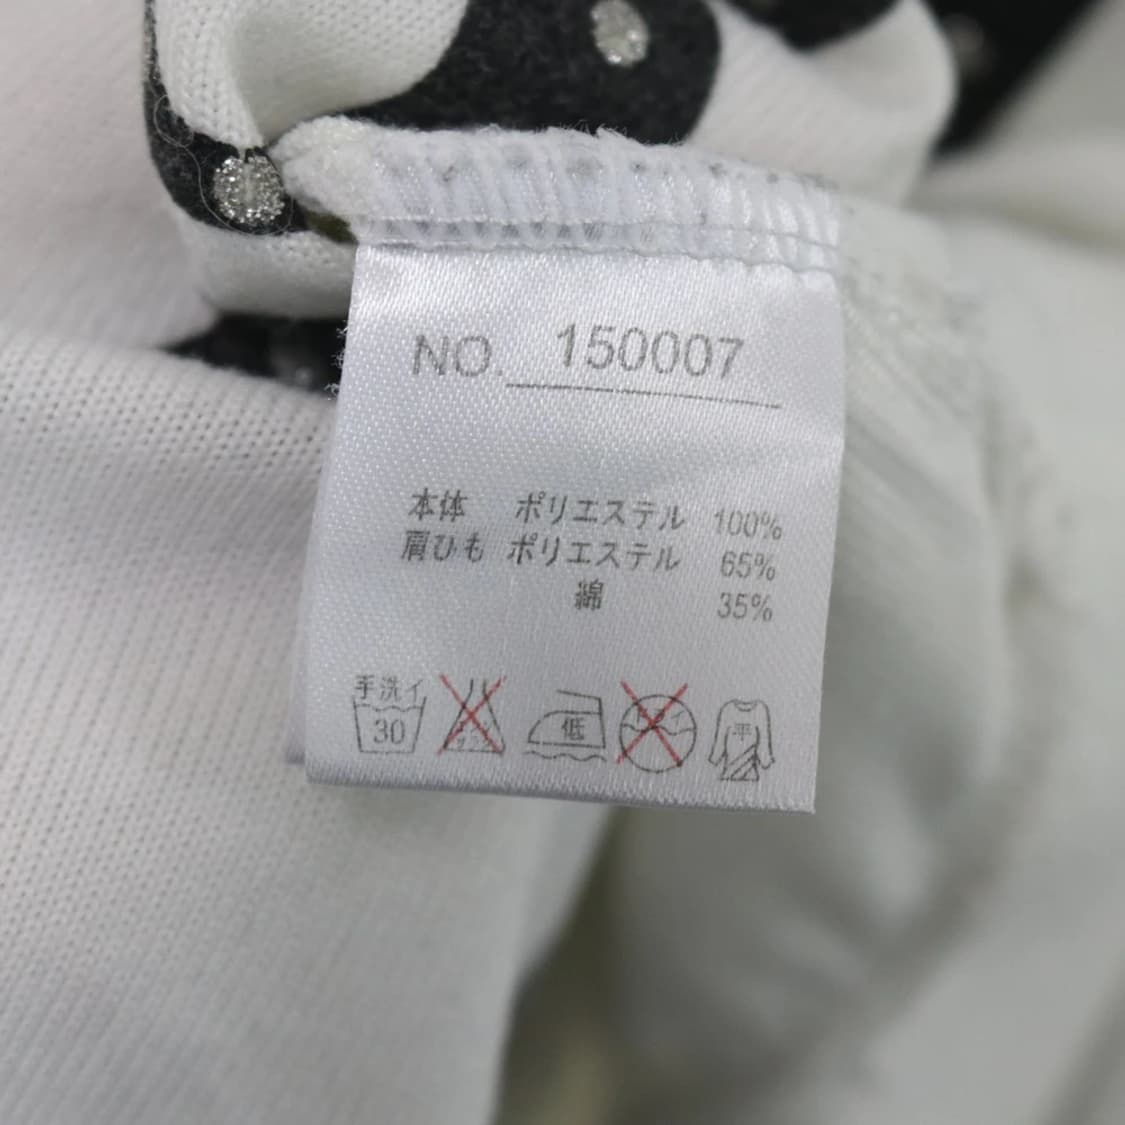 NO. 150007
本体 ポリエステル 100%
肩ひも ポリエステル 65%
綿 35%
手洗イ
30
低
平